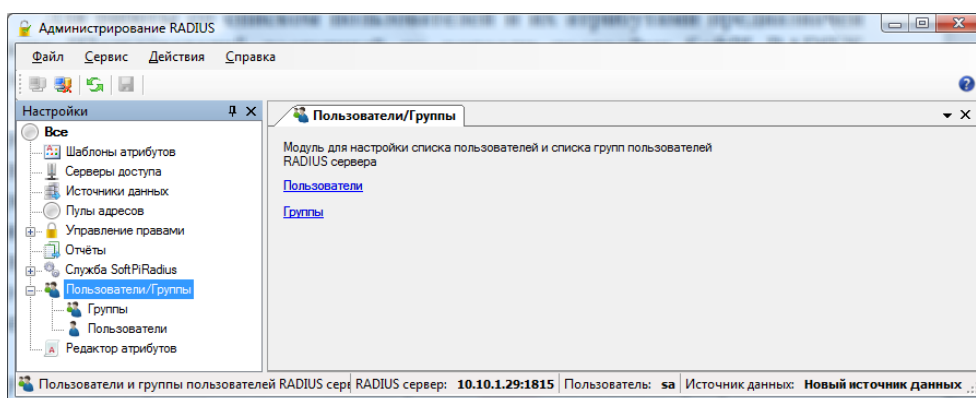 Администрирование RADIUS
Файл Сервис Действия Справка
Настройки
Все
Шаблоны атрибутов
Серверы доступа
Источники данных
Пулы адресов
Управление правами
Отчёты
Служба SoftPiRadius
Пользователи/Группы
Группы
Пользователи
Редактор атрибутов
Пользователи/Группы
Модуль для настройки списка пользователей и списка групп пользователей
RADIUS сервера
Пользователи
Группы
Пользователи и группы пользователей RADIUS сер RADIUS сервер: 10.10.1.29:1815 Пользователь: sa Источник данных: Новый источник данных